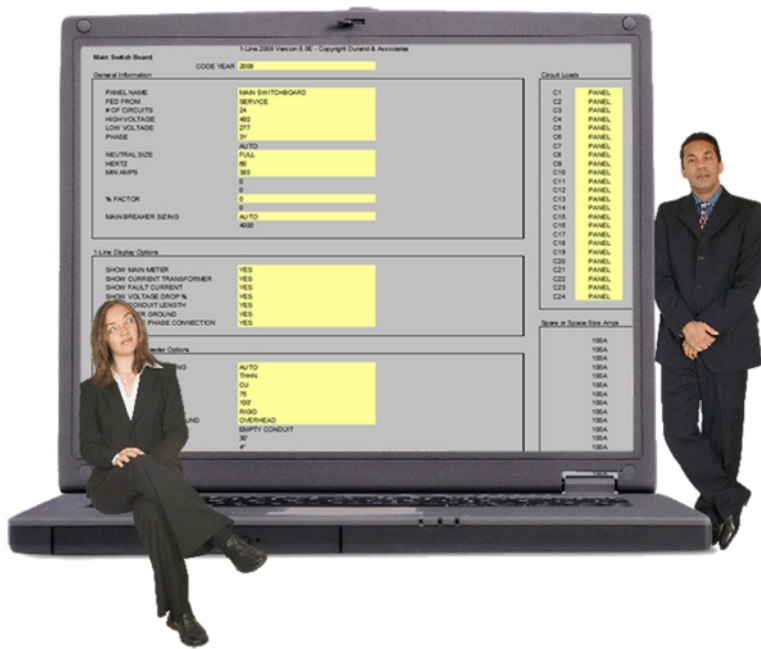 1-Line 2008 Version 8.0E - Copyright Durand & Associates
Main Switch Board
CODE YEAR 2008
General Information
PANEL NAME MAIN SWITCHBOARD
FED FROM SERVICE
# OF CIRCUITS 24
HIGH VOLTAGE 480
LOW VOLTAGE 277
PHASE 3Y
AUTO
NEUTRAL SIZE FULL
HERTZ 60
MIN AMPS 380
0
0
% FACTOR 0
0
MAIN BREAKER SIZING AUTO
4000
1-Line Display Options
SHOW MAIN METER YES
SHOW CURRENT TRANSFORMER YES
SHOW FAULT CURRENT YES
SHOW VOLTAGE DROP % YES
CONDUIT LENGTH YES
GROUND YES
PHASE CONNECTION YES
Options
AUTO
THHN
CU
75
100'
RIGID
OVERHEAD
EMPTY CONDUIT
30'
4"
Circuit Loads
C1 PANEL
C2 PANEL
C3 PANEL
C4 PANEL
C5 PANEL
C6 PANEL
C7 PANEL
C8 PANEL
C9 PANEL
C10 PANEL
C11 PANEL
C12 PANEL
C13 PANEL
C14 PANEL
C15 PANEL
C16 PANEL
C17 PANEL
C18 PANEL
C19 PANEL
C20 PANEL
C21 PANEL
C22 PANEL
C23 PANEL
C24 PANEL
Spare or Space Size Amps
100A
100A
100A
100A
100A
100A
100A
100A
100A
100A
100A
100A
100A